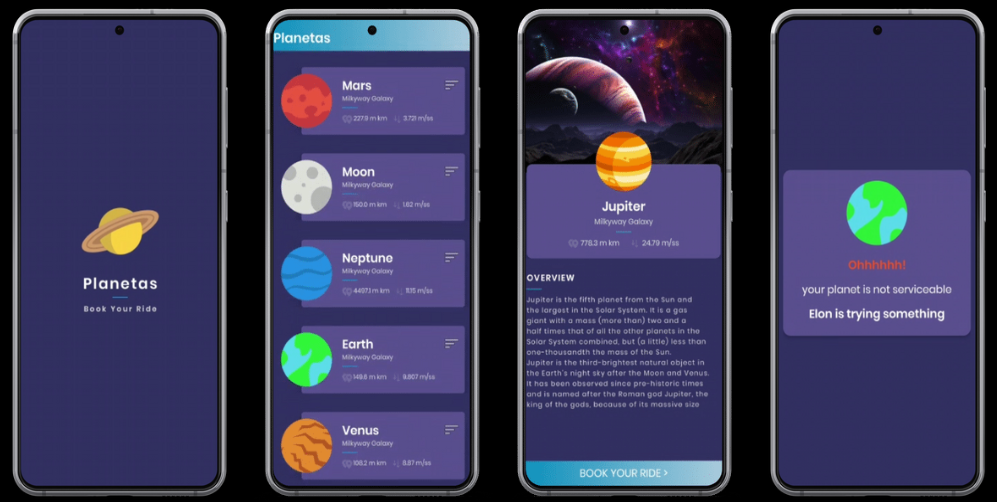 Planetas
Book Your Ride
Planetas
Mars
Milkyway Galaxy
227.9 m km 3.721 m/ss
Moon
Milkyway Galaxy
150.0 m km 1.62 m/ss
Neptune
Milkyway Galaxy
4497.1 m km 11.15 m/ss
Earth
Milkyway Galaxy
149.6 m km 9.807 m/ss
Venus
Milkyway Galaxy
108.2 m km 8.87 m/ss
Jupiter
Milkyway Galaxy
778.3 m km 24.79 m/ss
OVERVIEW
Jupiter is the fifth planet from the Sun and
the largest in the Solar System. It is a gas
giant with a mass (more than) two and a
half times that of all the other planets in the
Solar System combined, but (a little) less than
one-thousandth the mass of the Sun.
Jupiter is the third-brightest natural object in
the Earth's night sky after the Moon and Venus.
It has been observed since pre-historic times
and is named after the Roman god Jupiter, the
king of the gods, because of its massive size
BOOK YOUR RIDE >
Ohhhhhh!
your planet is not serviceable
Elon is trying something